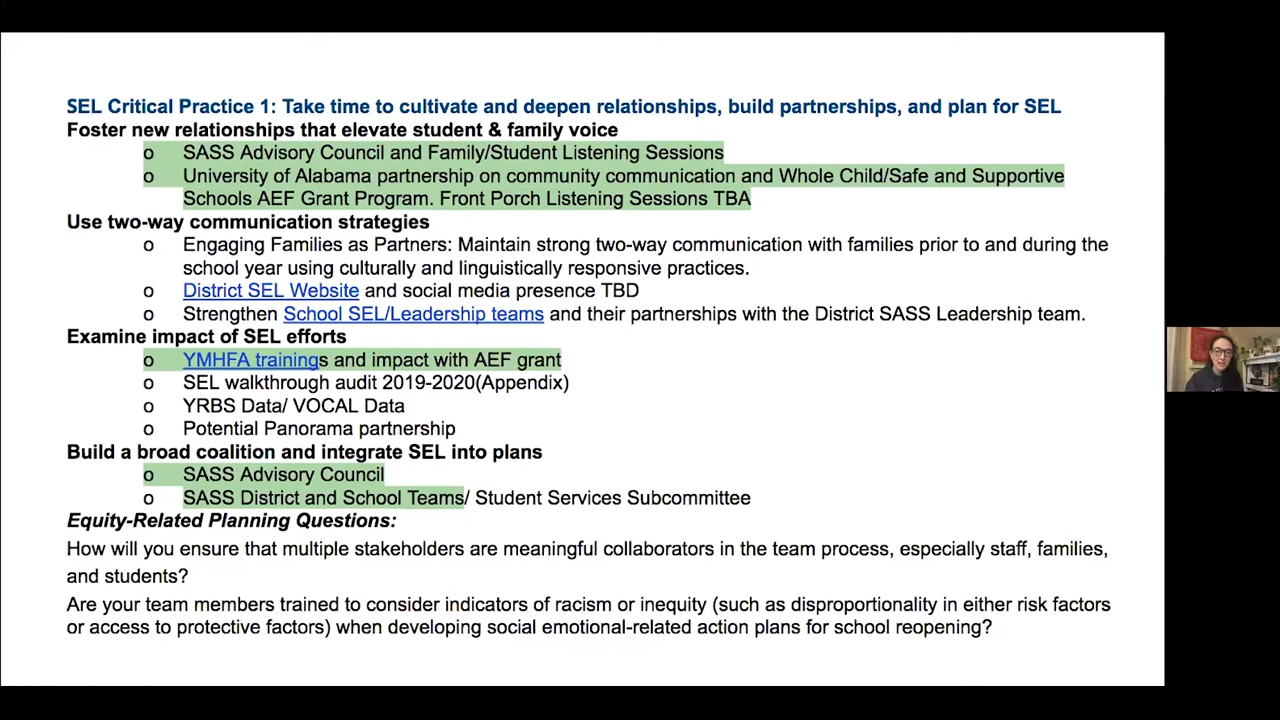 SEL Critical Practice 1: Take time to cultivate and deepen relationships, build partnerships, and plan for SEL
Foster new relationships that elevate student & family voice
o SASS Advisory Council and Family/Student Listening Sessions
o University of Alabama partnership on community communication and Whole Child/Safe and Supportive
Schools AEF Grant Program. Front Porch Listening Sessions TBA
Use two-way communication strategies
o Engaging Families as Partners: Maintain strong two-way communication with families prior to and during the
school year using culturally and linguistically responsive practices.
o District SEL Website and social media presence TBD
o Strengthen School SEL/Leadership teams and their partnerships with the District SASS Leadership team.
Examine impact of SEL efforts
o YMHFA trainings and impact with AEF grant
o SEL walkthrough audit 2019-2020(Appendix)
o YRBS Data/ VOCAL Data
o Potential Panorama partnership
Build a broad coalition and integrate SEL into plans
o SASS Advisory Council
o SASS District and School Teams/ Student Services Subcommittee
Equity-Related Planning Questions:
How will you ensure that multiple stakeholders are meaningful collaborators in the team process, especially staff, families,
and students?
Are your team members trained to consider indicators of racism or inequity (such as disproportionality in either risk factors
or access to protective factors) when developing social emotional-related action plans for school reopening?